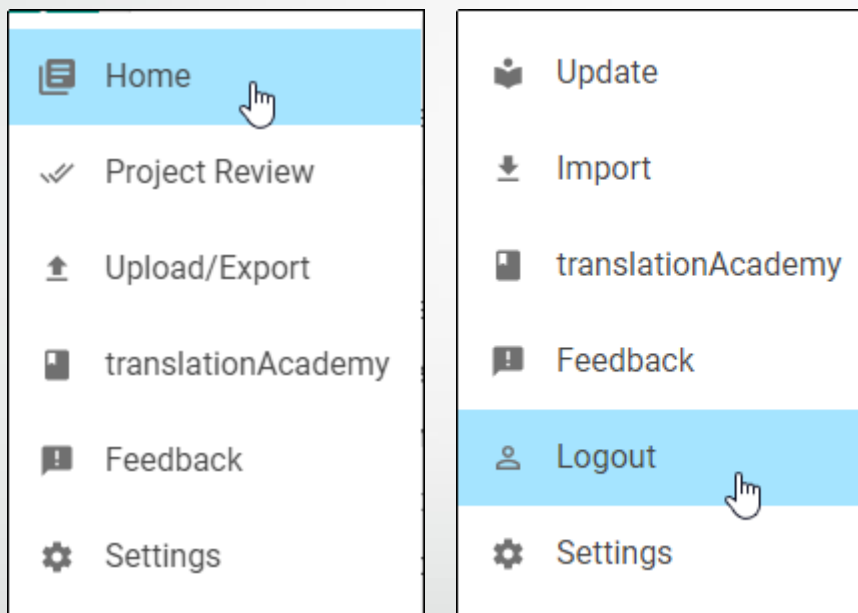 Home
Project Review
Upload/Export
translationAcademy
Feedback
Settings
Update
Import
translationAcademy
Feedback
Logout
Settings